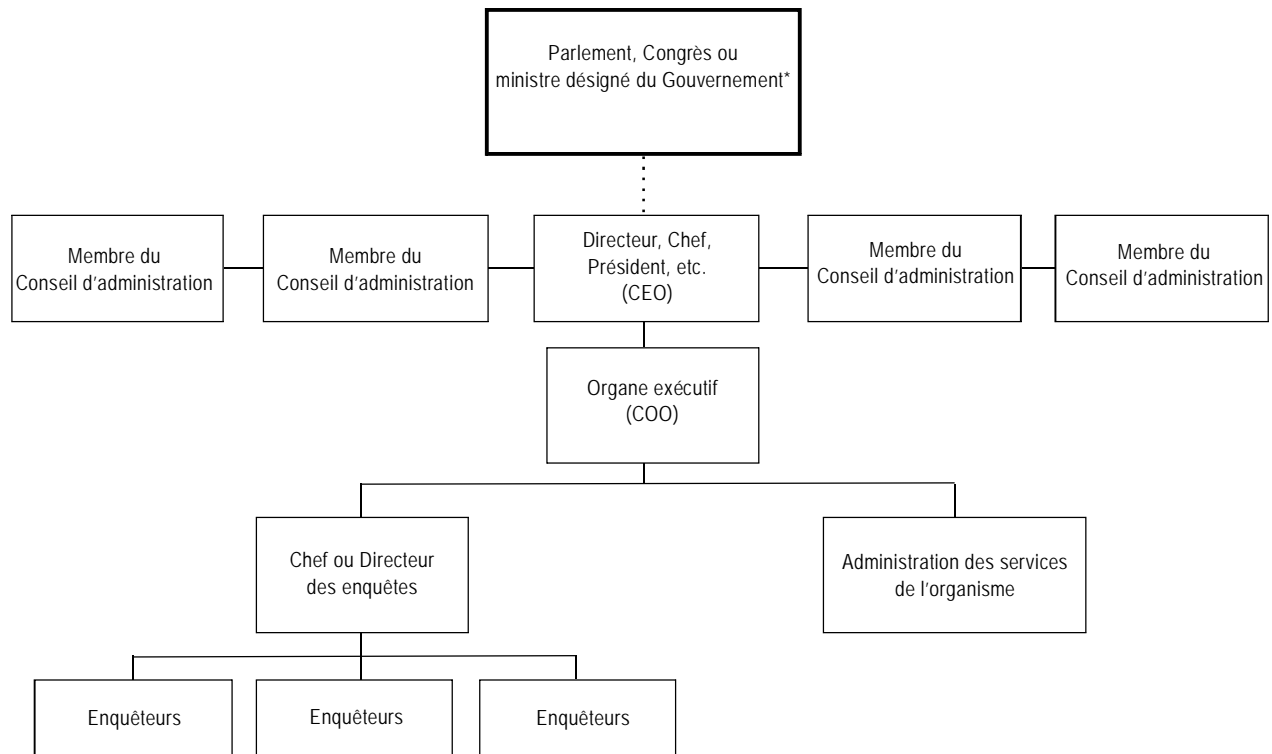 Parlement, Congrès ou
ministre désigné du Gouvernement*
Membre du
Conseil d'administration
Membre du
Conseil d'administration
Directeur, Chef,
Président, etc.
(CEO)
Membre du
Conseil d'administration
Membre du
Conseil d'administration
Organe exécutif
(COO)
Chef ou Directeur
des enquêtes
Administration des services
de l'organisme
Enquêteurs
Enquêteurs
Enquêteurs